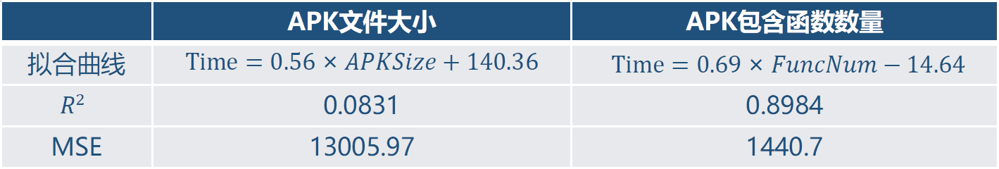 APK文件大小 APK包含函数数量
拟合曲线 Time = 0.56 × APKSize + 140.36 Time = 0.69 × FuncNum − 14.64
R² 0.0831 0.8984
MSE 13005.97 1440.7